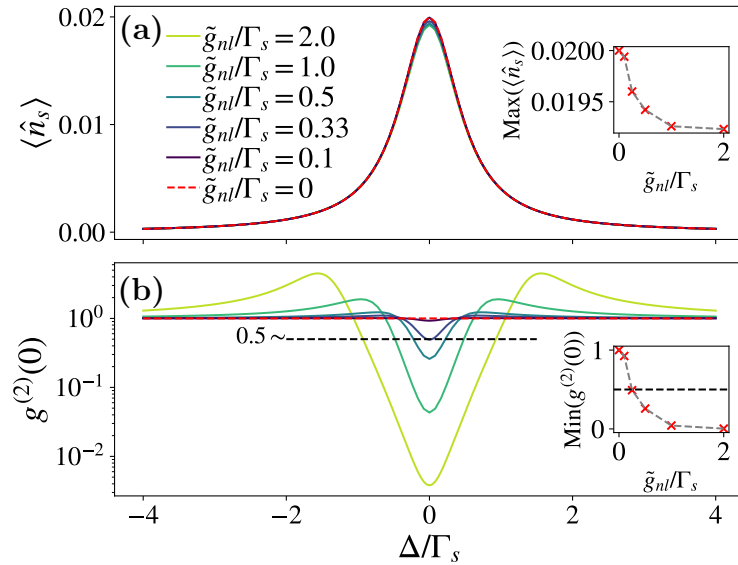 (a)
g̃ₙₗ/Γₛ = 2.0
g̃ₙₗ/Γₛ = 1.0
g̃ₙₗ/Γₛ = 0.5
g̃ₙₗ/Γₛ = 0.33
g̃ₙₗ/Γₛ = 0.1
g̃ₙₗ/Γₛ = 0
⟨n̂ₛ⟩
0.02
0.01
0.00
Max(⟨n̂ₛ⟩)
0.0200
0.0195
0 2
g̃ₙₗ/Γₛ
(b)
g⁽²⁾(0)
10⁰
10⁻¹
10⁻²
0.5 ~
Min(g⁽²⁾(0))
1
0
0 2
g̃ₙₗ/Γₛ
−4 −2 0 2 4
Δ/Γₛ